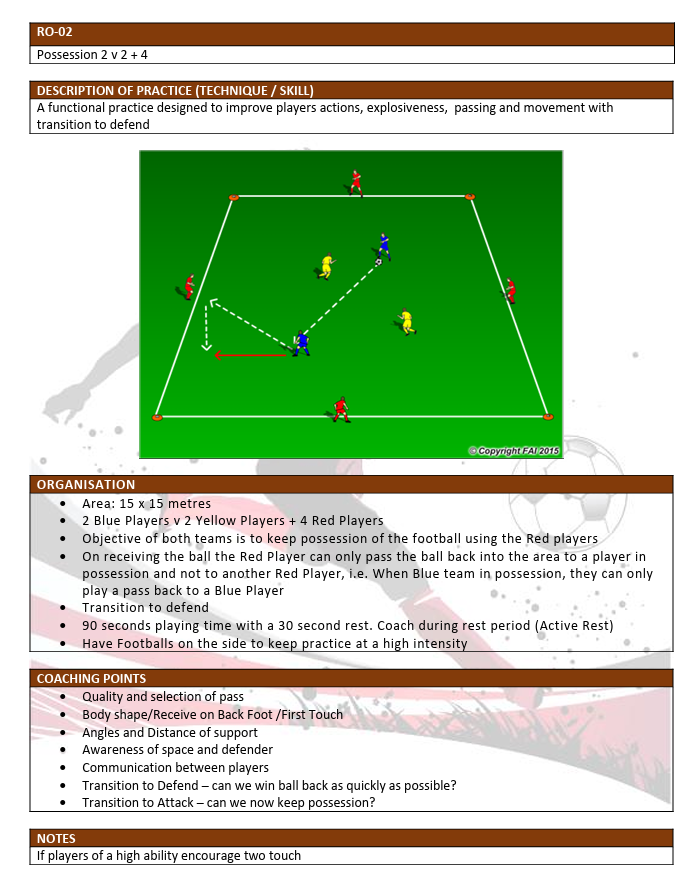 RO-02
Possession 2 v 2 + 4
DESCRIPTION OF PRACTICE (TECHNIQUE / SKILL)
A functional practice designed to improve players actions, explosiveness, passing and movement with
transition to defend
© Copyright FAI 2015
ORGANISATION
• Area: 15 x 15 metres
• 2 Blue Players v 2 Yellow Players + 4 Red Players
• Objective of both teams is to keep possession of the football using the Red players
• On receiving the ball the Red Player can only pass the ball back into the area to a player in
possession and not to another Red Player, i.e. When Blue team in possession, they can only
play a pass back to a Blue Player
• Transition to defend
• 90 seconds playing time with a 30 second rest. Coach during rest period (Active Rest)
• Have Footballs on the side to keep practice at a high intensity
COACHING POINTS
• Quality and selection of pass
• Body shape/Receive on Back Foot /First Touch
• Angles and Distance of support
• Awareness of space and defender
• Communication between players
• Transition to Defend – can we win ball back as quickly as possible?
• Transition to Attack – can we now keep possession?
NOTES
If players of a high ability encourage two touch